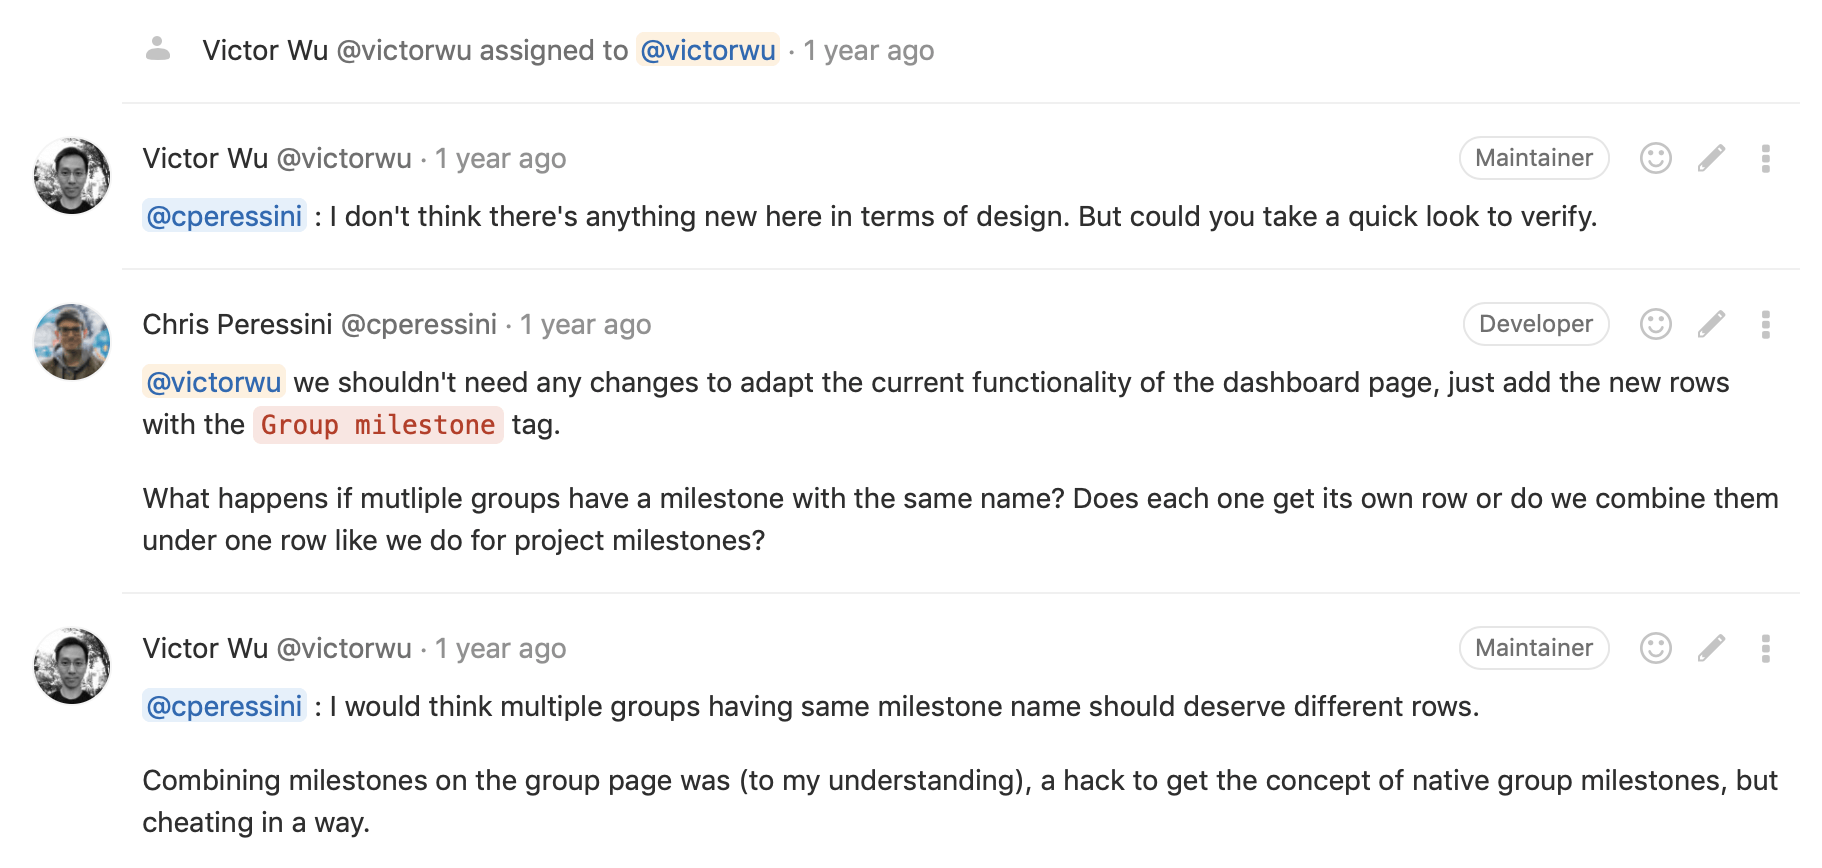 Victor Wu @victorwu assigned to @victorwu · 1 year ago
Victor Wu @victorwu · 1 year ago
Maintainer
@cperessini : I don't think there's anything new here in terms of design. But could you take a quick look to verify.
Chris Peressini @cperessini · 1 year ago
Developer
@victorwu we shouldn't need any changes to adapt the current functionality of the dashboard page, just add the new rows
with the Group milestone tag.
What happens if mutliple groups have a milestone with the same name? Does each one get its own row or do we combine them
under one row like we do for project milestones?
Victor Wu @victorwu · 1 year ago
Maintainer
@cperessini : I would think multiple groups having same milestone name should deserve different rows.
Combining milestones on the group page was (to my understanding), a hack to get the concept of native group milestones, but
cheating in a way.